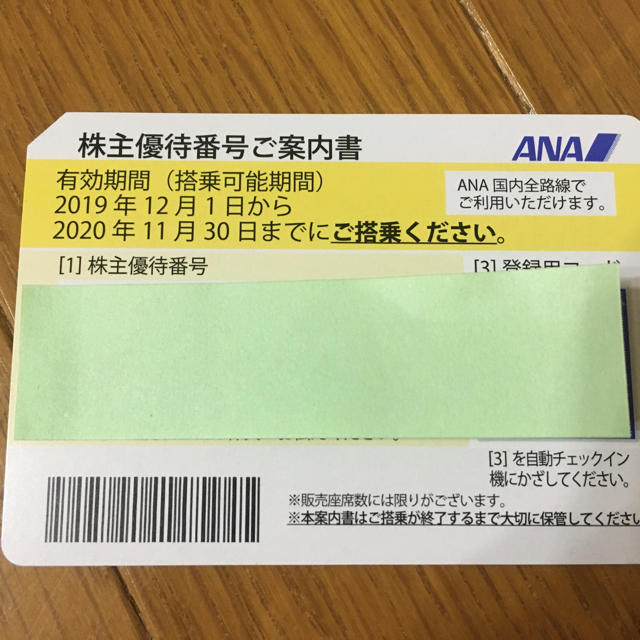 株主優待番号ご案内書
ANA
有効期間（搭乗可能期間）
2019年12月1日から
2020年11月30日までにご搭乗ください。
ANA国内全路線で
ご利用いただけます。
[1] 株主優待番号
[3] 登録用コード
[3] を自動チェックイン
機にかざしてください。
※販売座席数には限りがございます。
※本案内書はご搭乗が終了するまで大切に保管してください